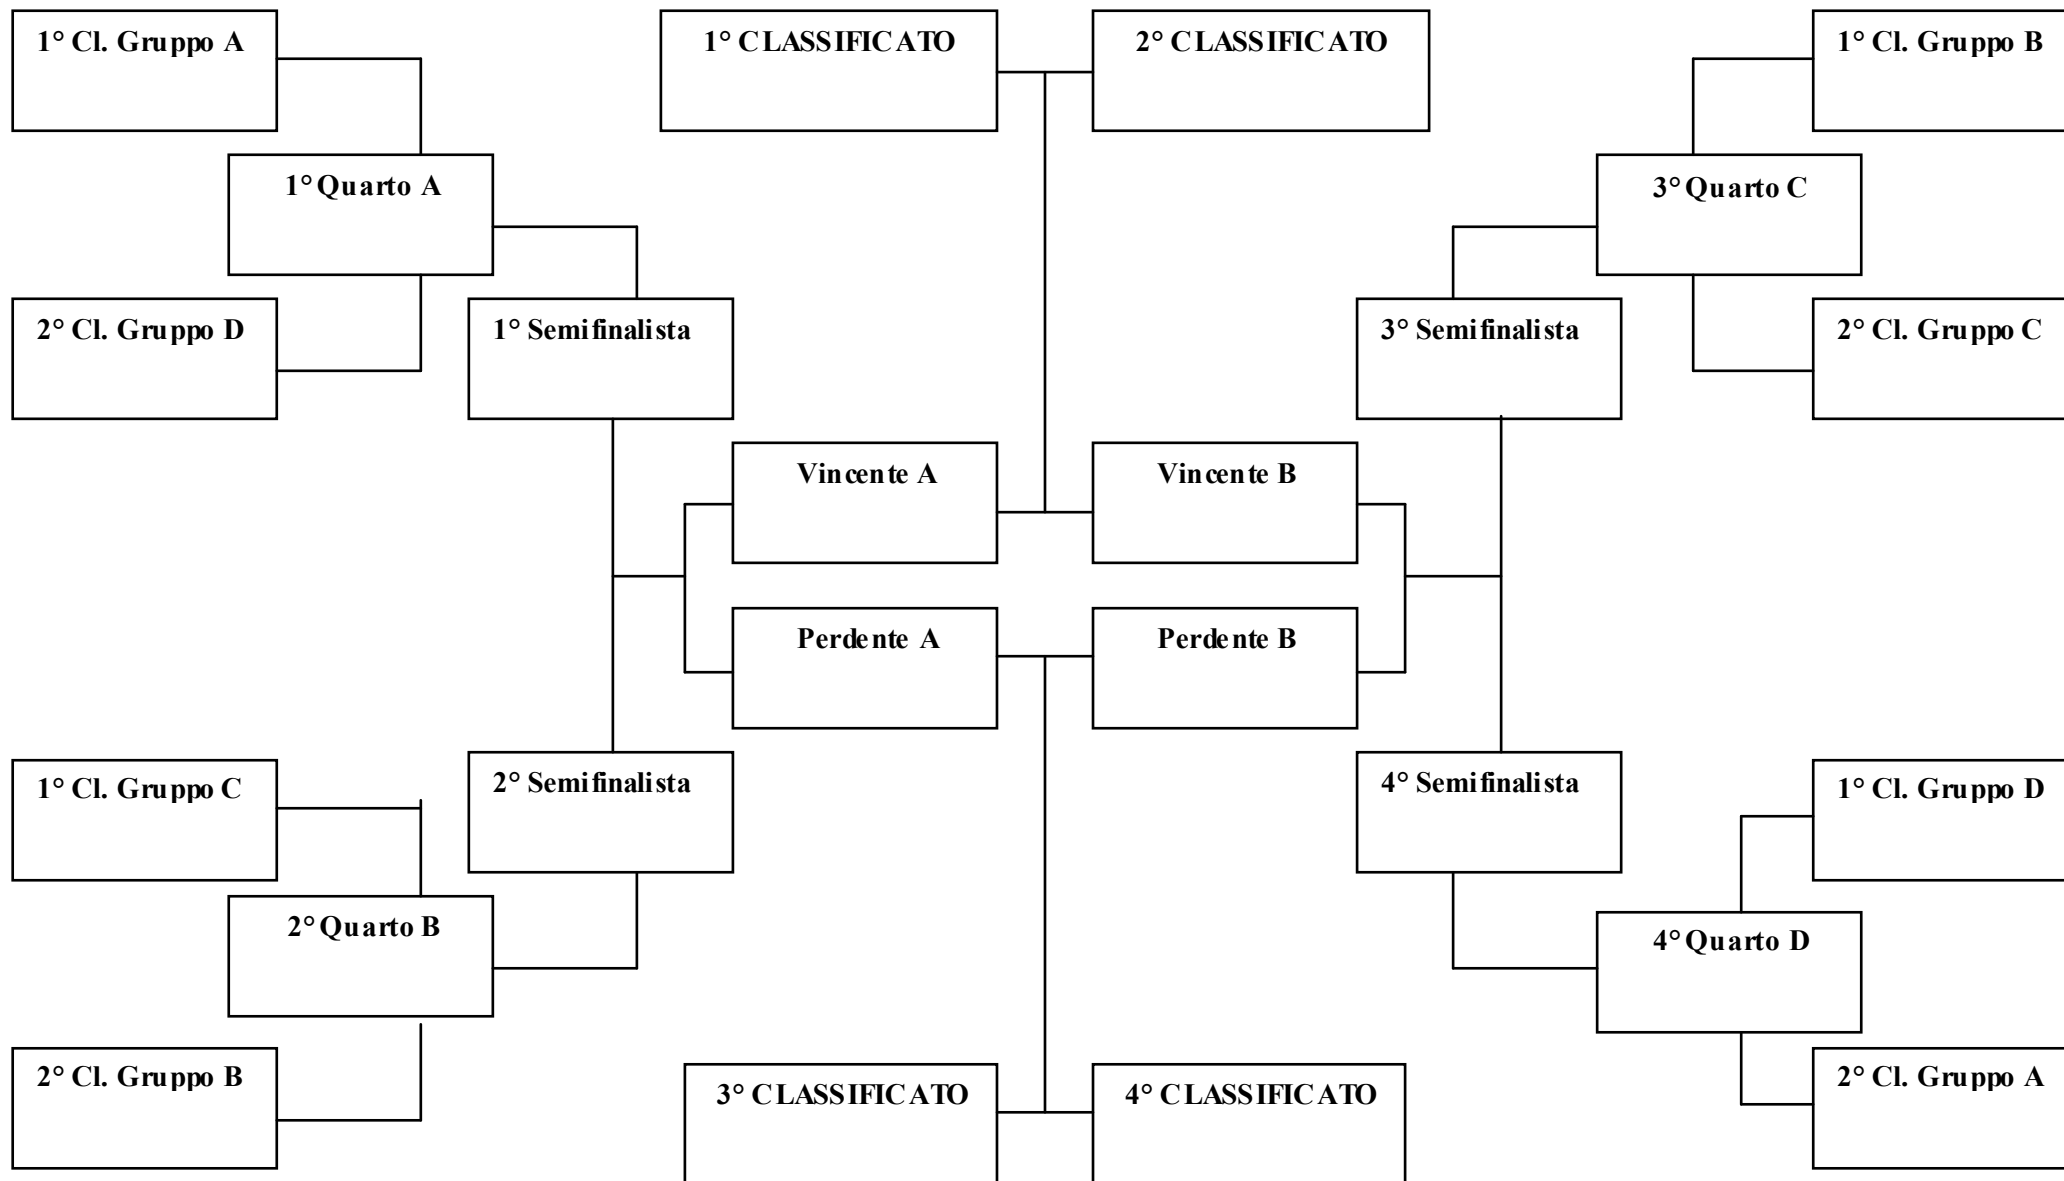 1° Cl. Gruppo A
1° CLASSIFICATO
2° CLASSIFICATO
1° Cl. Gruppo B
1° Quarto A
3° Quarto C
2° Cl. Gruppo D
1° Semifinalista
3° Semifinalista
2° Cl. Gruppo C
Vincente A
Vincente B
Perdente A
Perdente B
1° Cl. Gruppo C
2° Semifinalista
4° Semifinalista
1° Cl. Gruppo D
2° Quarto B
4° Quarto D
2° Cl. Gruppo B
3° CLASSIFICATO
4° CLASSIFICATO
2° Cl. Gruppo A